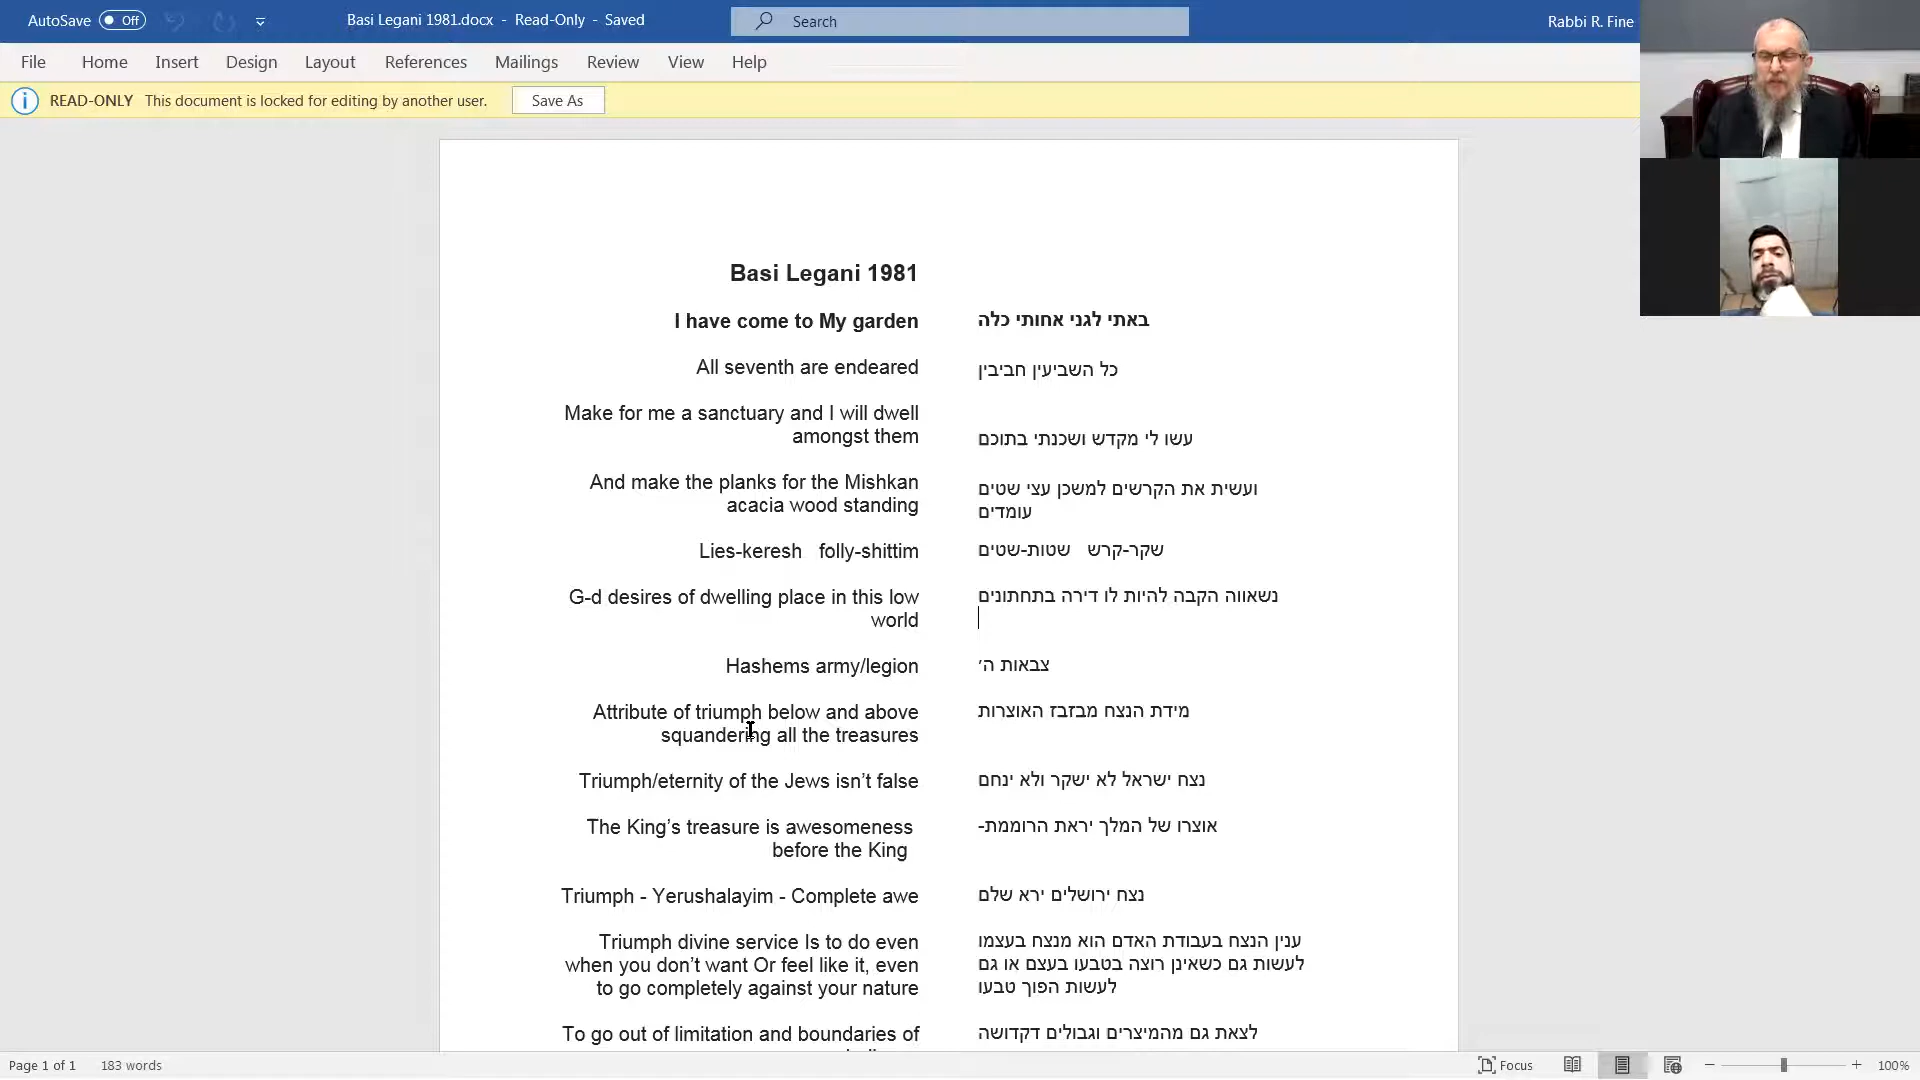 AutoSave Off Basi Legani 1981.docx - Read-Only - Saved Search Rabbi R. Fine
File Home Insert Design Layout References Mailings Review View Help
READ-ONLY This document is locked for editing by another user. Save As
Basi Legani 1981
I have come to My garden באתי לגני אחותי כלה
All seventh are endeared כל השביעין חביבין
Make for me a sanctuary and I will dwell
amongst them עשו לי מקדש ושכנתי בתוכם
And make the planks for the Mishkan ועשית את הקרשים למשכן עצי שטים
acacia wood standing עומדים
Lies-keresh folly-shittim שקר-קרש שטות-שטים
G-d desires of dwelling place in this low נשאווה הקבה להיות לו דירה בתחתונים
world
Hashems army/legion צבאות ה׳
Attribute of triumph below and above מידת הנצח מבזבז האוצרות
squandering all the treasures
Triumph/eternity of the Jews isn’t false נצח ישראל לא ישקר ולא ינחם
The King’s treasure is awesomeness אוצרו של המלך יראת הרוממת-
before the King
Triumph - Yerushalayim - Complete awe נצח ירושלים ירא שלם
Triumph divine service Is to do even ענין הנצח בעבודת האדם הוא מנצח בעצמו
when you don’t want Or feel like it, even לעשות גם כשאינן רוצה בטבעו בעצם או גם
to go completely against your nature לעשות הפוך טבעו
To go out of limitation and boundaries of לצאת גם מהמיצרים וגבולים דקדושה
Page 1 of 1 183 words Focus 100%